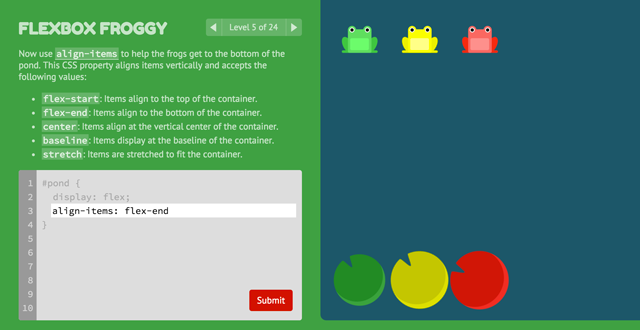 FLEXBOX FROGGY
Level 5 of 24
Now use align-items to help the frogs get to the bottom of the
pond. This CSS property aligns items vertically and accepts the
following values:
• flex-start: Items align to the top of the container.
• flex-end: Items align to the bottom of the container.
• center: Items align at the vertical center of the container.
• baseline: Items display at the baseline of the container.
• stretch: Items are stretched to fit the container.
1 #pond {
2 display: flex;
3 align-items: flex-end
4 }
5
6
7
8
9
10
Submit